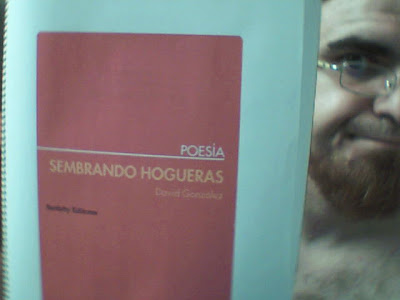 POESÍA
SEMBRANDO HOGUERAS
David González